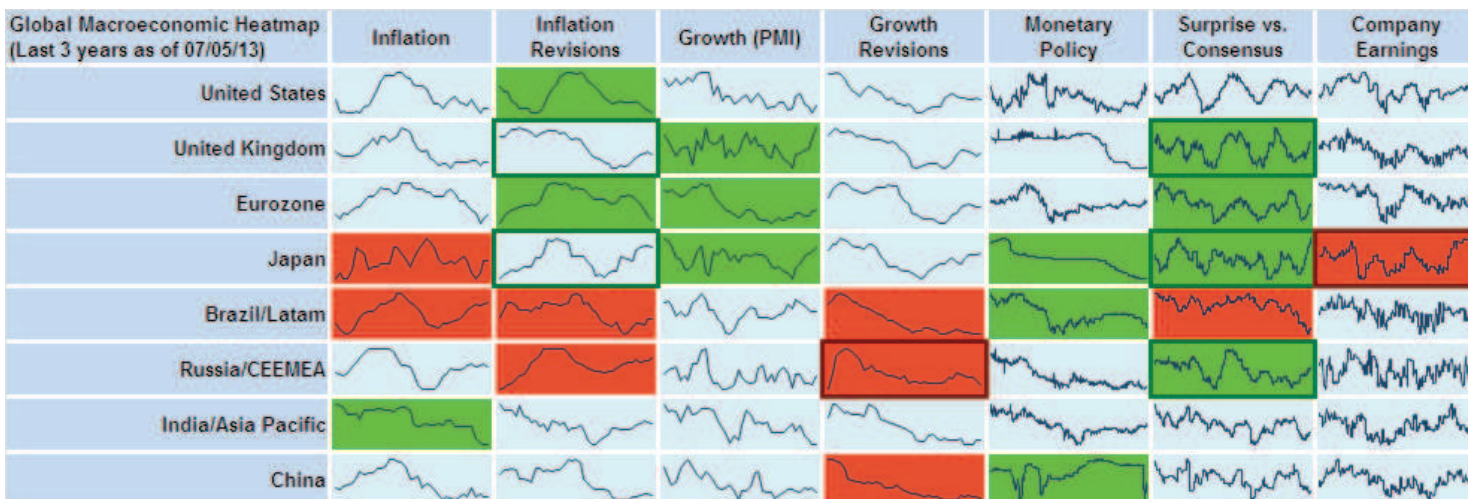 Global Macroeconomic Heatmap
(Last 3 years as of 07/05/13)
Inflation
Inflation
Revisions
Growth (PMI)
Growth
Revisions
Monetary
Policy
Surprise vs.
Consensus
Company
Earnings
United States
United Kingdom
Eurozone
Japan
Brazil/Latam
Russia/CEEMEA
India/Asia Pacific
China